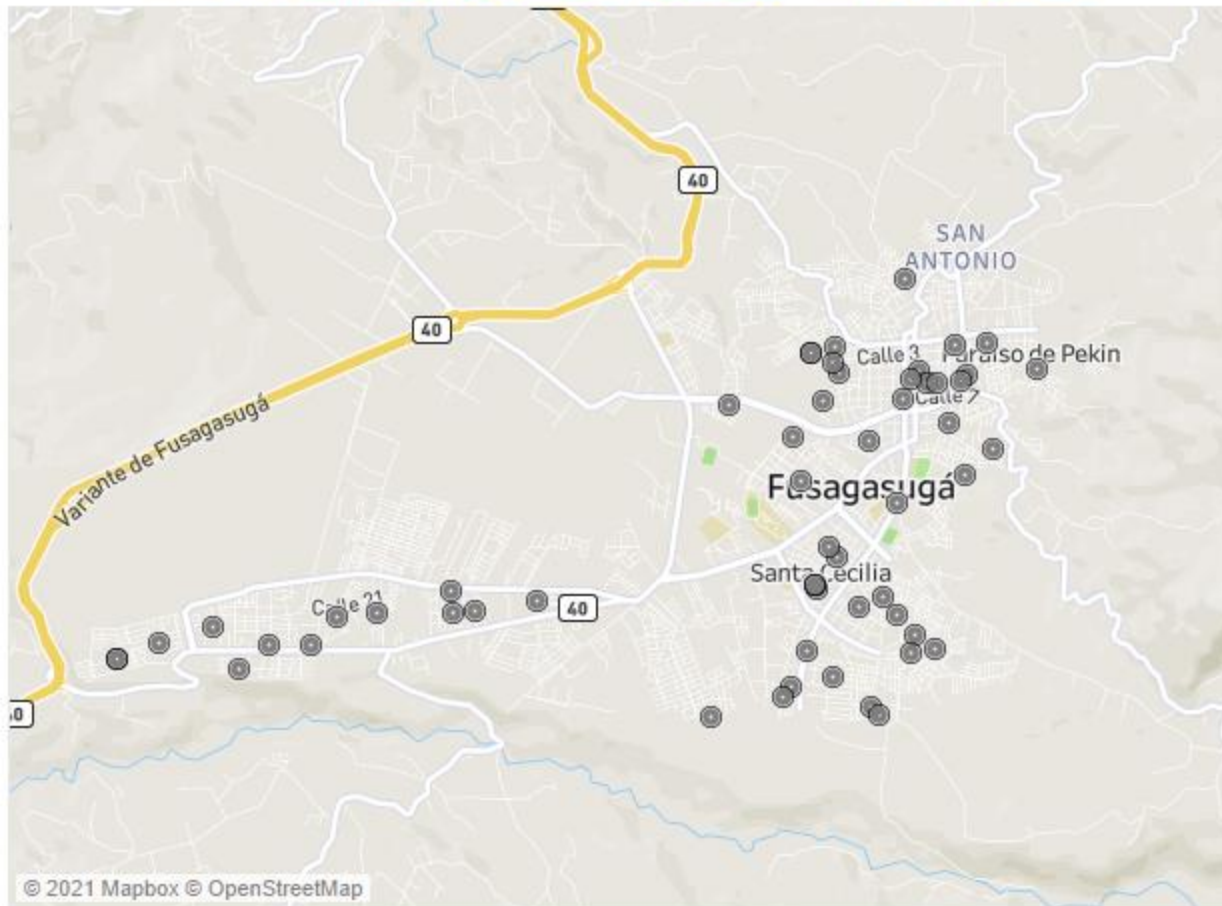 40
SAN
ANTONIO
40
Calle 3
Paraíso de Pekin
Calle 7
Variante de Fusagasugá
Fusagasugá
Santa Cecilia
Calle 21
40
40
© 2021 Mapbox © OpenStreetMap